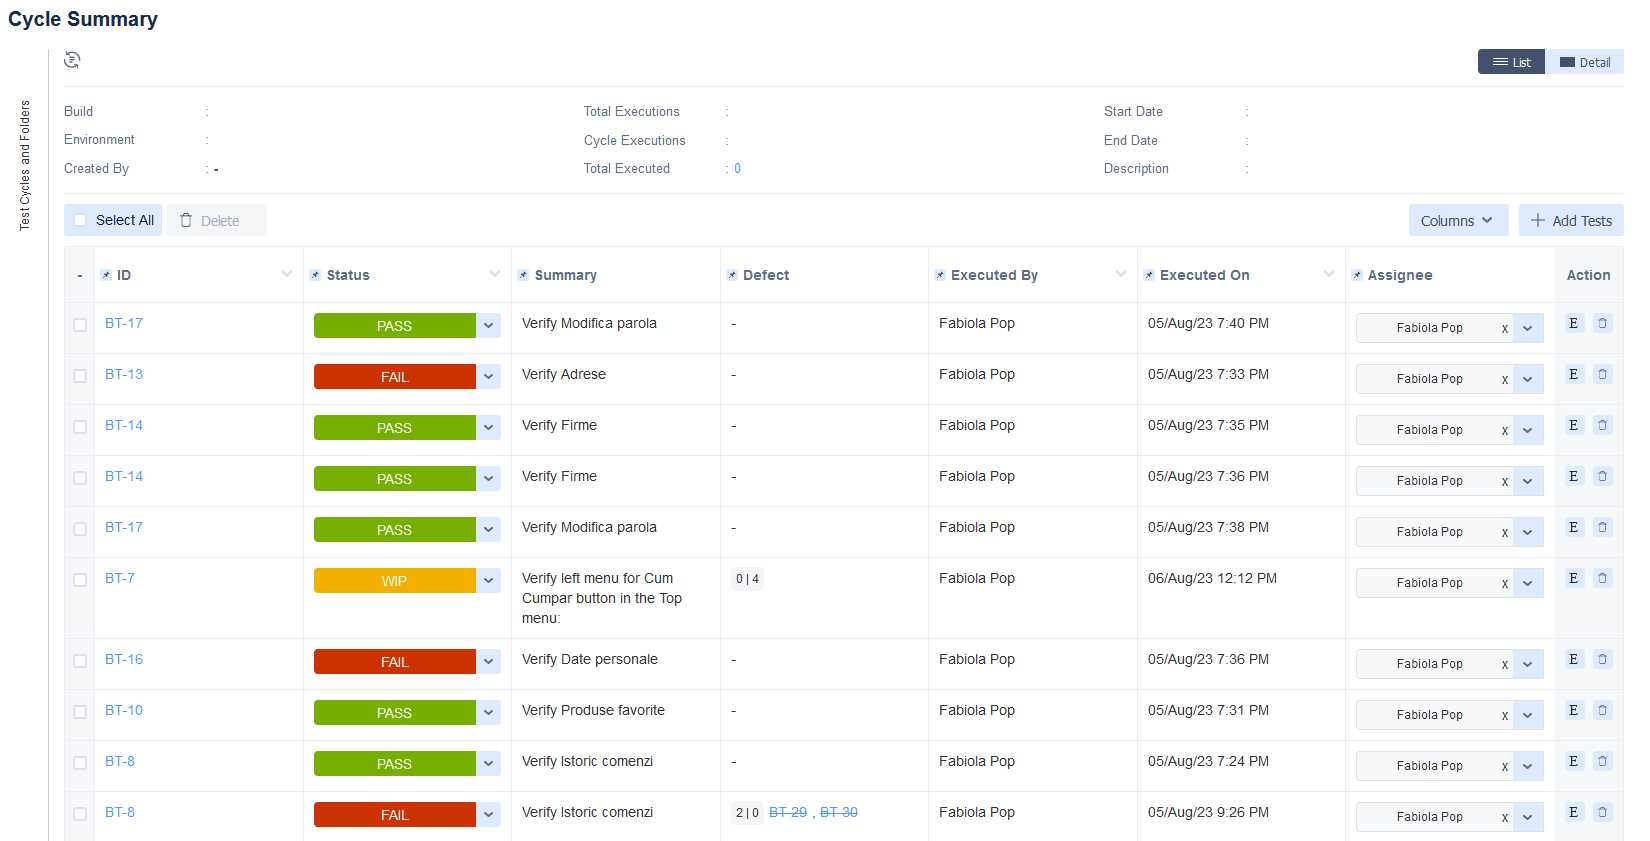 Cycle Summary
List
Detail
Test Cycles and Folders
Build : Total Executions : Start Date :
Environment : Cycle Executions : End Date :
Created By : - Total Executed : 0 Description :
Select All Delete Columns Add Tests
- ID Status Summary Defect Executed By Executed On Assignee Action
BT-17 PASS Verify Modifica parola - Fabiola Pop 05/Aug/23 7:40 PM Fabiola Pop x E
BT-13 FAIL Verify Adrese - Fabiola Pop 05/Aug/23 7:33 PM Fabiola Pop x E
BT-14 PASS Verify Firme - Fabiola Pop 05/Aug/23 7:35 PM Fabiola Pop x E
BT-14 PASS Verify Firme - Fabiola Pop 05/Aug/23 7:36 PM Fabiola Pop x E
BT-17 PASS Verify Modifica parola - Fabiola Pop 05/Aug/23 7:38 PM Fabiola Pop x E
BT-7 WIP Verify left menu for Cum 0 | 4 Fabiola Pop 06/Aug/23 12:12 PM Fabiola Pop x E
Cumpar button in the Top
menu:
BT-16 FAIL Verify Date personale - Fabiola Pop 05/Aug/23 7:36 PM Fabiola Pop x E
BT-10 PASS Verify Produse favorite - Fabiola Pop 05/Aug/23 7:31 PM Fabiola Pop x E
BT-8 PASS Verify Istoric comenzi - Fabiola Pop 05/Aug/23 7:24 PM Fabiola Pop x E
BT-8 FAIL Verify Istoric comenzi 2 | 0 BT-29 , BT-30 Fabiola Pop 05/Aug/23 9:26 PM Fabiola Pop x E